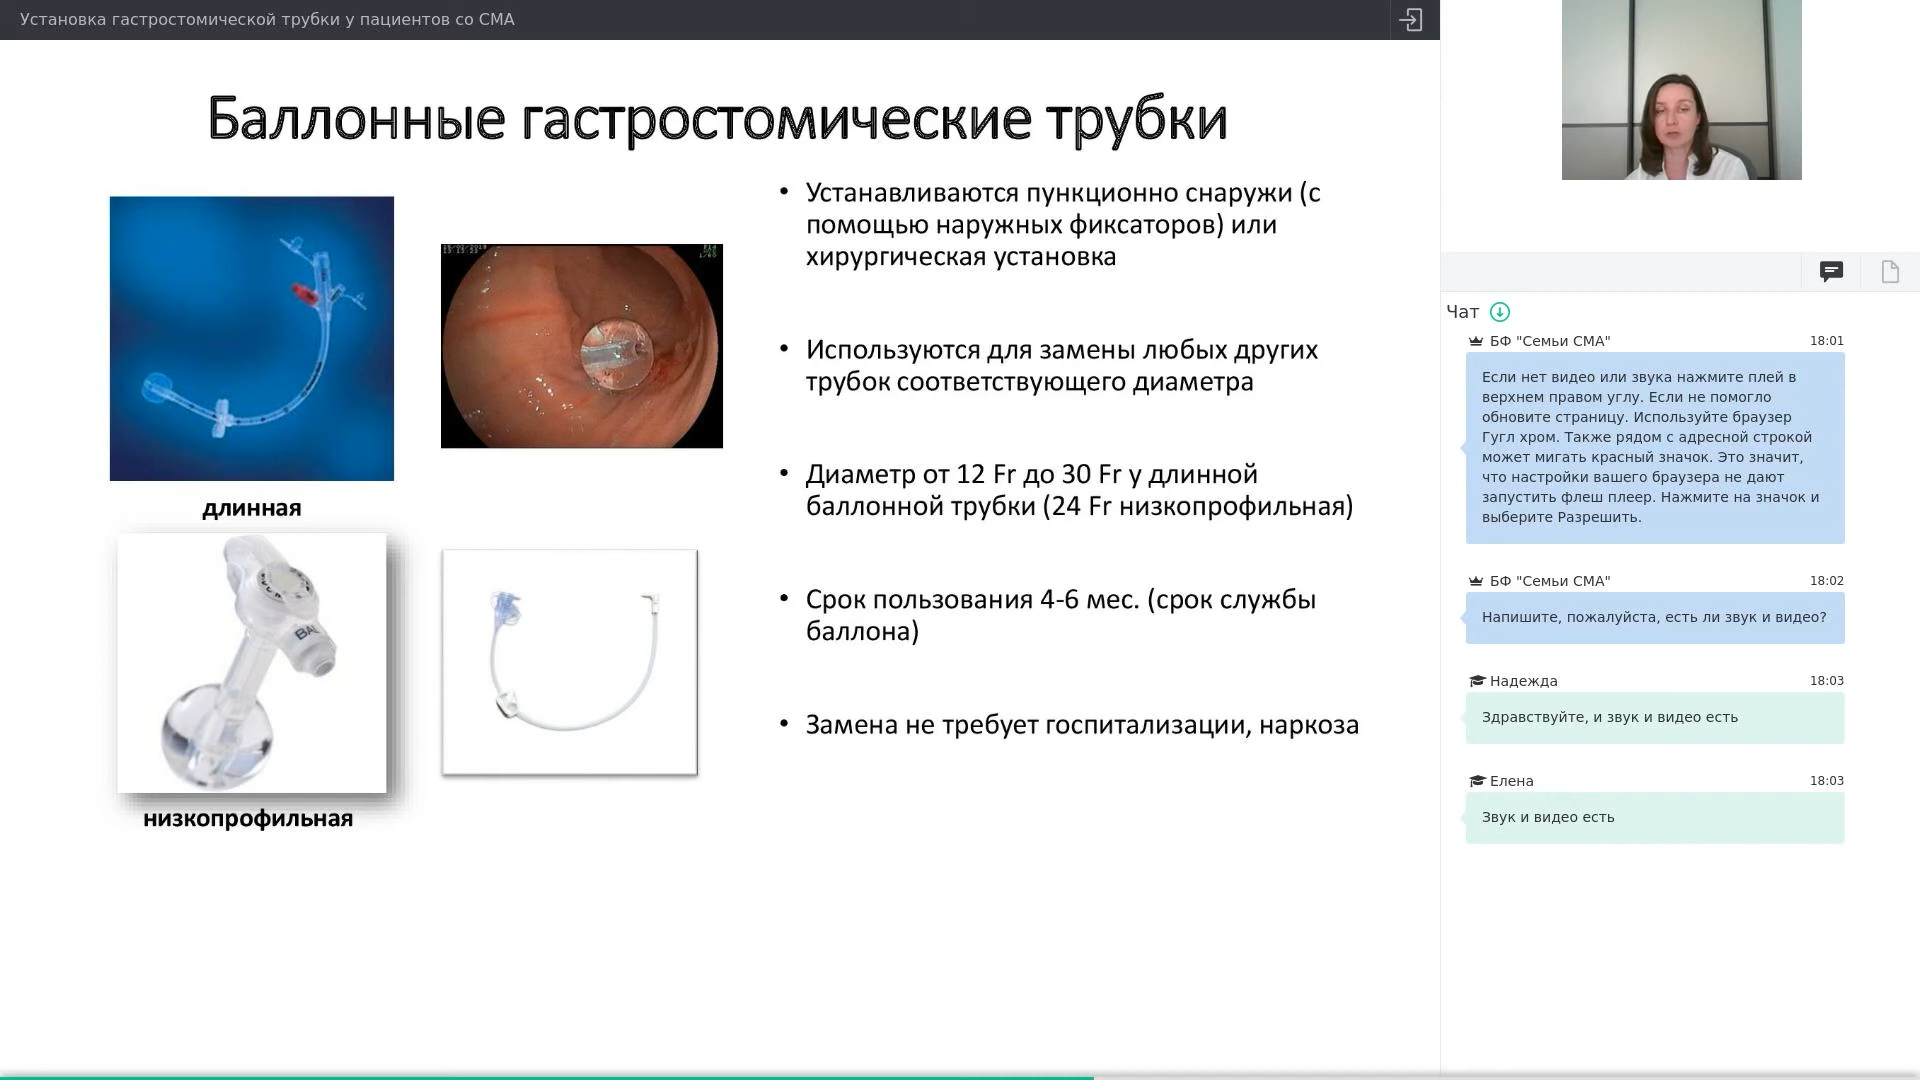 Установка гастростомической трубки у пациентов со СМА
Баллонные гастростомические трубки
длинная
низкопрофильная
• Устанавливаются пункционно снаружи (с
помощью наружных фиксаторов) или
хирургическая установка
• Используются для замены любых других
трубок соответствующего диаметра
• Диаметр от 12 Fr до 30 Fr у длинной
баллонной трубки (24 Fr низкопрофильная)
• Срок пользования 4-6 мес. (срок службы
баллона)
• Замена не требует госпитализации, наркоза
Чат
БФ "Семьи СМА" 18:01
Если нет видео или звука нажмите плей в
верхнем правом углу. Если не помогло
обновите страницу. Используйте браузер
Гугл хром. Также рядом с адресной строкой
может мигать красный значок. Это значит,
что настройки вашего браузера не дают
запустить флеш плеер. Нажмите на значок и
выберите Разрешить.
БФ "Семьи СМА" 18:02
Напишите, пожалуйста, есть ли звук и видео?
Надежда 18:03
Здравствуйте, и звук и видео есть
Елена 18:03
Звук и видео есть